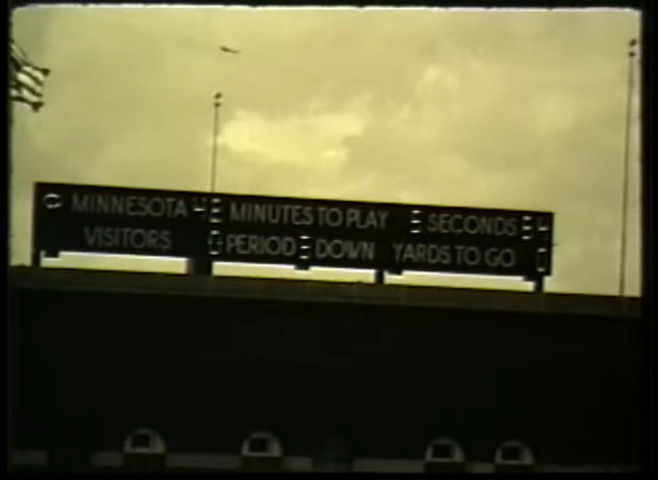 MINNESOTA MINUTES TO PLAY SECONDS
VISITORS PERIOD DOWN YARDS TO GO